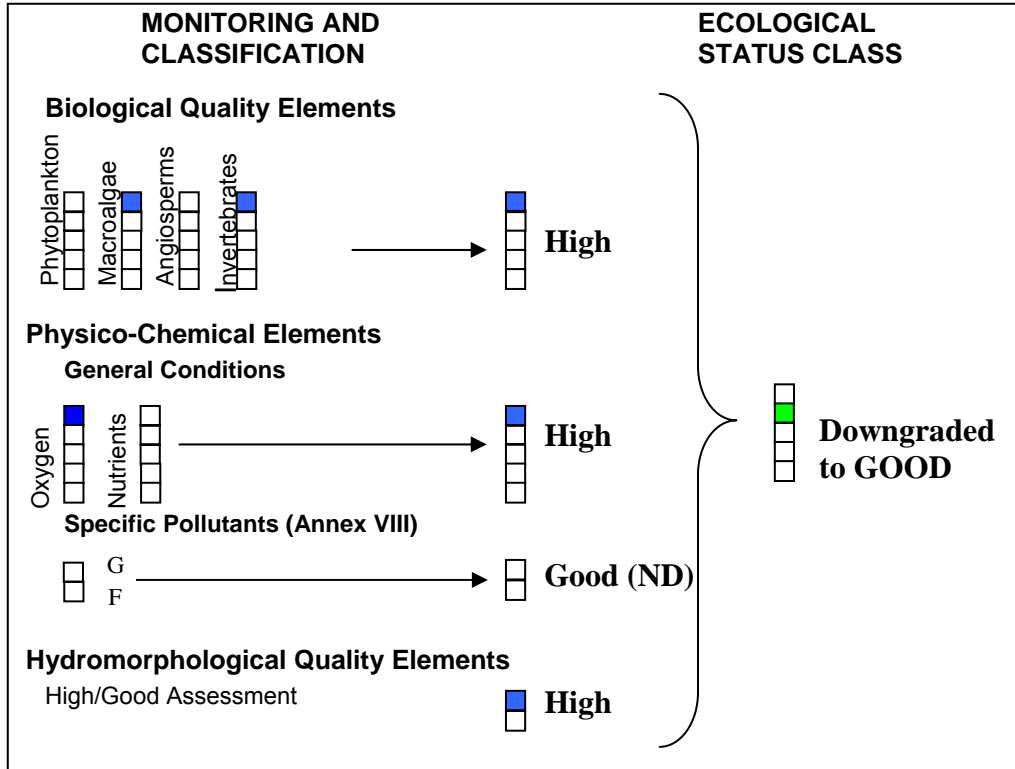 MONITORING AND
CLASSIFICATION
ECOLOGICAL
STATUS CLASS
Biological Quality Elements
Phytoplankton
Macroalgae
Angiosperms
Invertebrates
High
Physico-Chemical Elements
General Conditions
Oxygen
Nutrients
High
Downgraded
to GOOD
Specific Pollutants (Annex VIII)
G
F
Good (ND)
Hydromorphological Quality Elements
High/Good Assessment
High